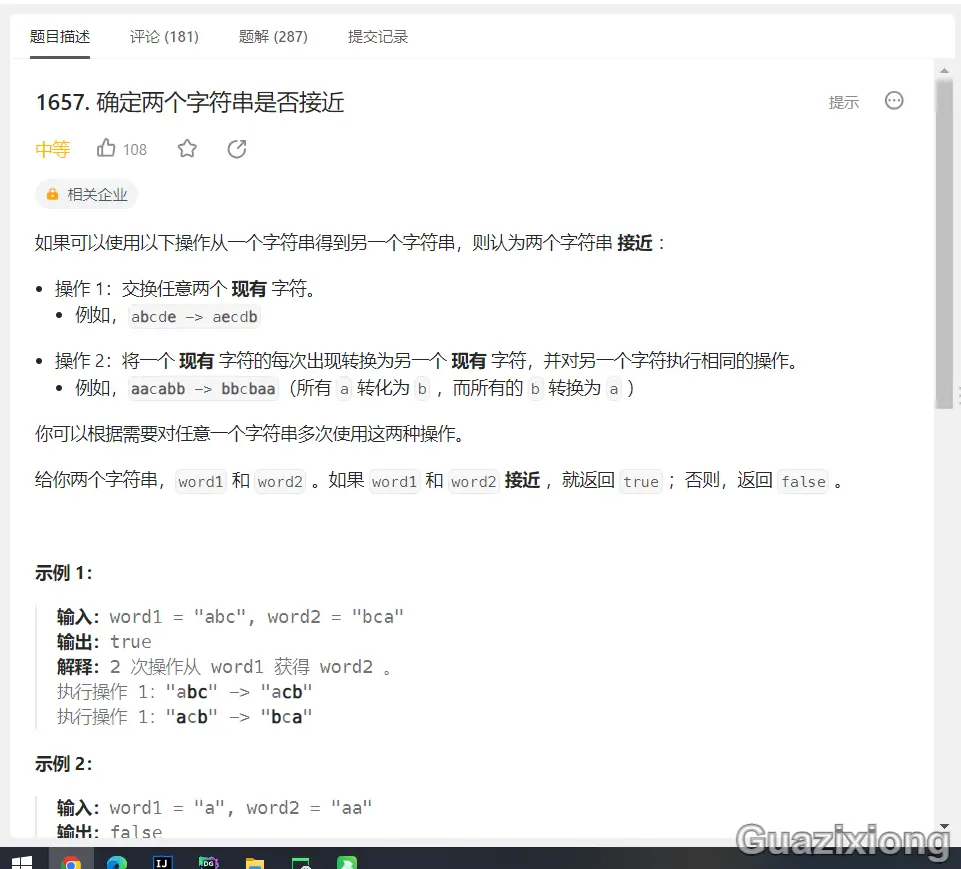 题目描述 评论 (181) 题解 (287) 提交记录
1657. 确定两个字符串是否接近 提示
中等 108
相关企业
如果可以使用以下操作从一个字符串得到另一个字符串，则认为两个字符串 接近 ：
• 操作 1：交换任意两个 现有 字符。
• 例如，abcde -> aecdb
• 操作 2：将一个 现有 字符的每次出现转换为另一个 现有 字符，并对另一个字符执行相同的操作。
• 例如，aacabb -> bbcbaa（所有 a 转化为 b ，而所有的 b 转换为 a ）
你可以根据需要对任意一个字符串多次使用这两种操作。
给你两个字符串，word1 和 word2 。如果 word1 和 word2 接近 ，就返回 true ；否则，返回 false 。
示例 1：
输入：word1 = "abc", word2 = "bca"
输出：true
解释：2 次操作从 word1 获得 word2 。
执行操作 1："abc" -> "acb"
执行操作 1："acb" -> "bca"
示例 2：
输入：word1 = "a", word2 = "aa"
输出：false
Guazixiong
IJ DG